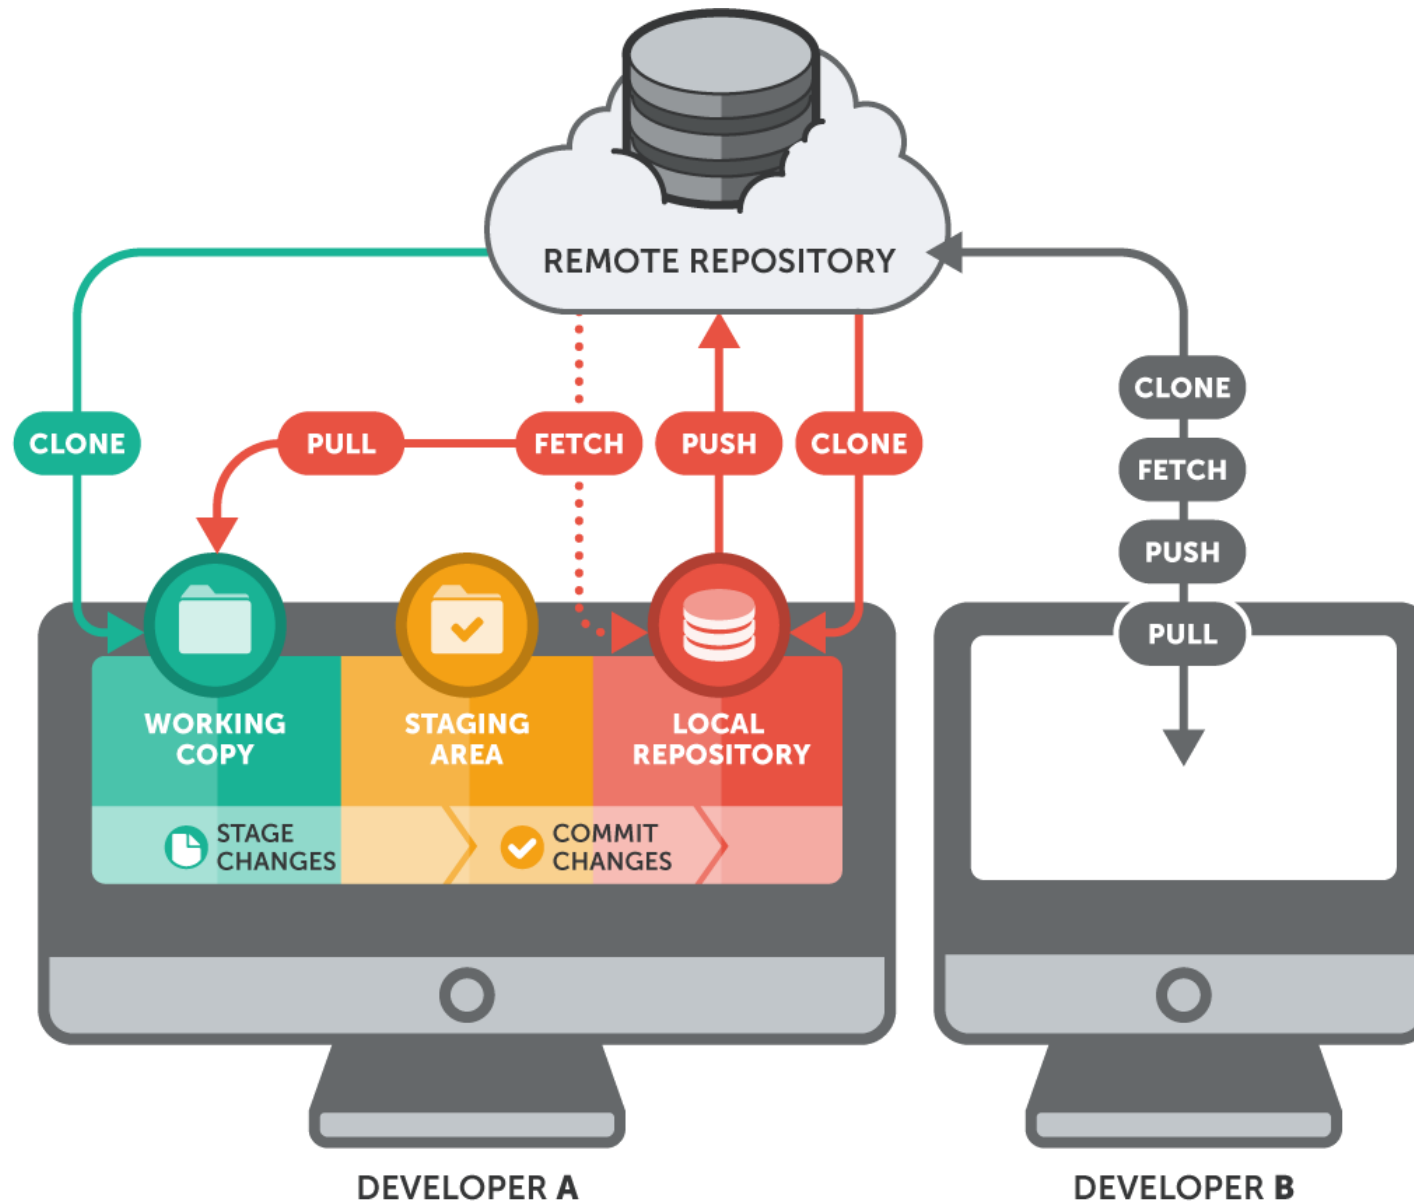 REMOTE REPOSITORY
CLONE
PULL
FETCH
PUSH
CLONE
CLONE
FETCH
PUSH
PULL
WORKING
COPY
STAGING
AREA
LOCAL
REPOSITORY
STAGE
CHANGES
COMMIT
CHANGES
DEVELOPER A
DEVELOPER B